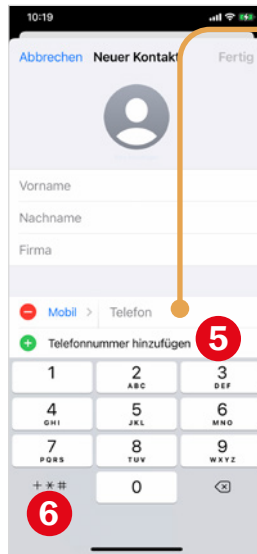 10:19
Abbrechen Neuer Kontakt Fertig
Vorname
Nachname
Firma
Mobil > Telefon
Telefonnummer hinzufügen
5
1 2 3
ABC DEF
4 5 6
GHI JKL MNO
7 8 9
PQRS TUV WXYZ
+ * # 0
6